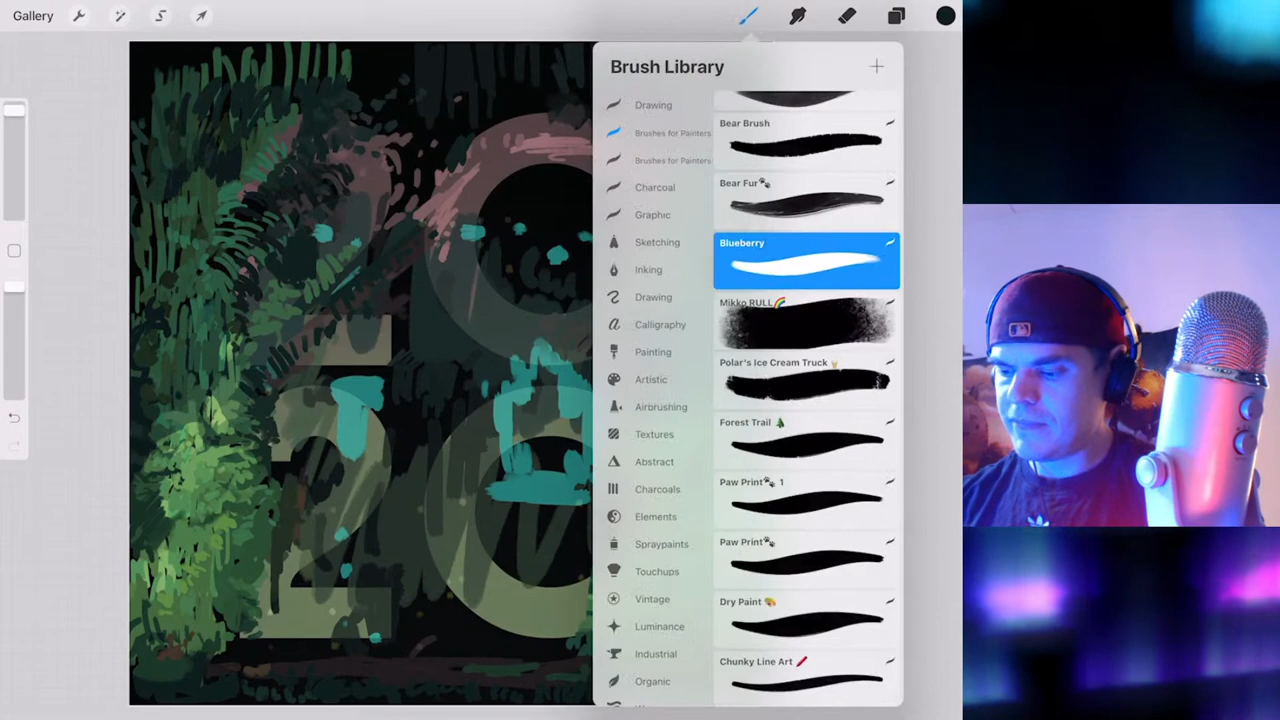 Gallery
Brush Library
Drawing
Brushes for Painters
Brushes for Painters
Charcoal
Graphic
Sketching
Inking
Drawing
Calligraphy
Painting
Artistic
Airbrushing
Textures
Abstract
Charcoals
Elements
Spraypaints
Touchups
Vintage
Luminance
Industrial
Organic
Bear Brush
Bear Fur🐾
Blueberry
Mikko RULL🌈
Polar's Ice Cream Truck 🍦
Forest Trail 🌲
Paw Print🐾 1
Paw Print🐾
Dry Paint 🎨
Chunky Line Art 🖍️
20
20